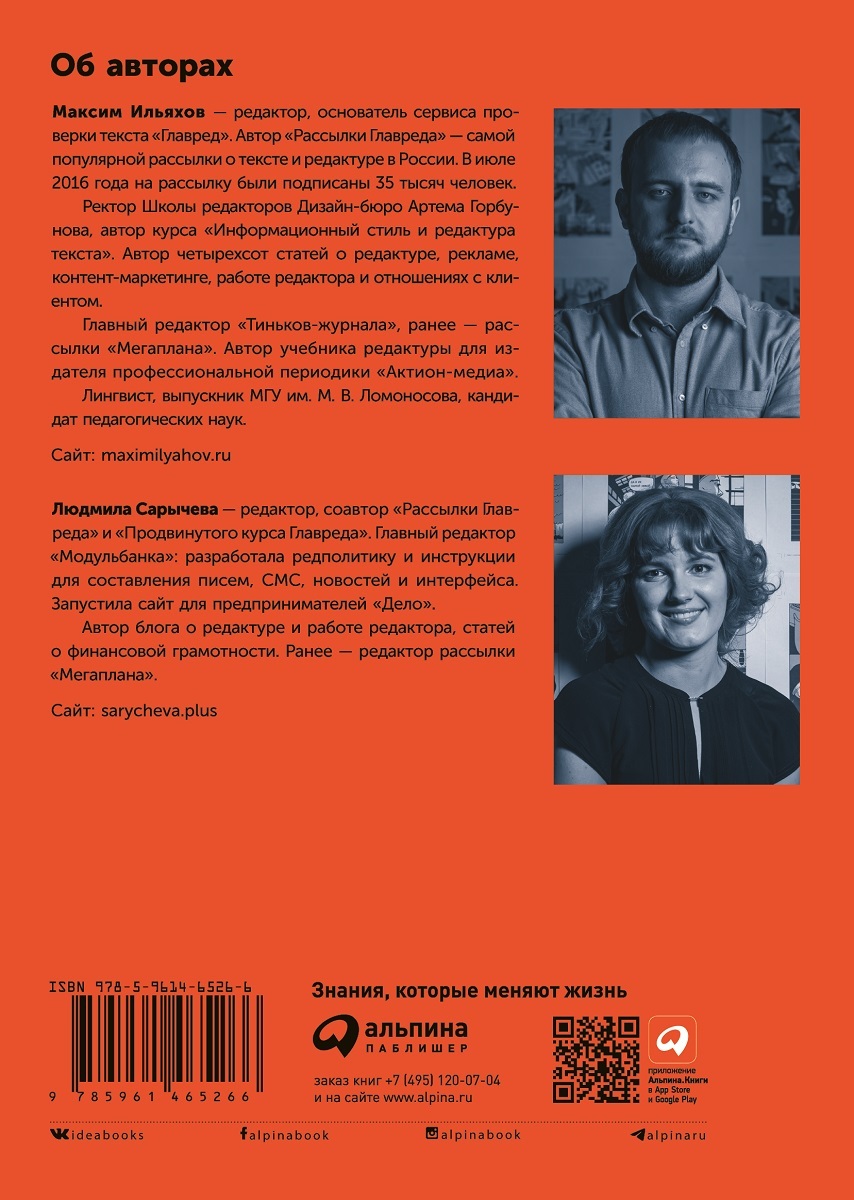 Об авторах
Максим Ильяхов — редактор, основатель сервиса про-
верки текста «Главред». Автор «Рассылки Главреда» — самой
популярной рассылки о тексте и редактуре в России. В июле
2016 года на рассылку были подписаны 35 тысяч человек.
Ректор Школы редакторов Дизайн-бюро Артема Горбу-
нова, автор курса «Информационный стиль и редактура
текста». Автор четырехсот статей о редактуре, рекламе,
контент-маркетинге, работе редактора и отношениях с кли-
ентом.
Главный редактор «Тиньков-журнала», ранее — рас-
сылки «Мегаплана». Автор учебника редактуры для из-
дателя профессиональной периодики «Актион-медиа».
Лингвист, выпускник МГУ им. М. В. Ломоносова, канди-
дат педагогических наук.
Сайт: maximilyahov.ru
Людмила Сарычева — редактор, соавтор «Рассылки Глав-
реда» и «Продвинутого курса Главреда». Главный редактор
«Модульбанка»: разработала редполитику и инструкции
для составления писем, СМС, новостей и интерфейса.
Запустила сайт для предпринимателей «Дело».
Автор блога о редактуре и работе редактора, статей
о финансовой грамотности. Ранее — редактор рассылки
«Мегаплана».
Сайт: sarycheva.plus
ISBN 978-5-9614-6526-6
9 785961 465266
Знания, которые меняют жизнь
альпина
ПАБЛИШЕР
заказ книг +7 (495) 120-07-04
и на сайте www.alpina.ru
приложение
Альпина.Книги
в App Store
и Google Play
ideabooks
alpinabook
alpinabook
alpinaru